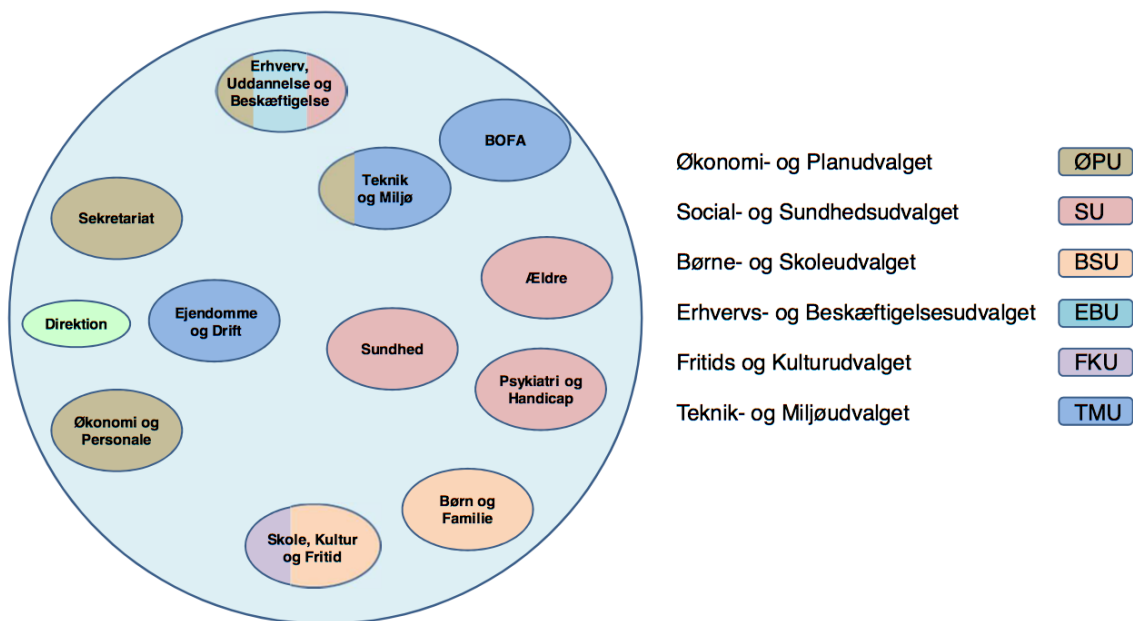 Erhverv,
Uddannelse og
Beskæftigelse
BOFA
Teknik
og Miljø
Sekretariat
Ældre
Direktion
Ejendomme
og Drift
Sundhed
Psykiatri og
Handicap
Økonomi og
Personale
Børn og
Familie
Skole, Kultur
og Fritid
Økonomi- og Planudvalget ØPU
Social- og Sundhedsudvalget SU
Børne- og Skoleudvalget BSU
Erhvervs- og Beskæftigelsesudvalget EBU
Fritids og Kulturudvalget FKU
Teknik- og Miljøudvalget TMU